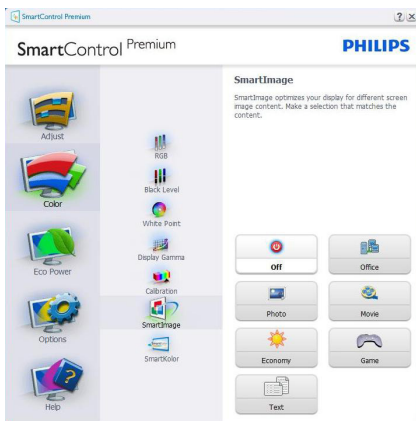 SmartControl Premium
SmartControl Premium
PHILIPS
Adjust
Color
Eco Power
Options
Help
RGB
Black Level
White Point
Display Gamma
Calibration
SmartImage
SmartKolor
SmartImage
SmartImage optimizes your display for different screen
image content. Make a selection that matches the
content.
Off
Office
Photo
Movie
Economy
Game
Text